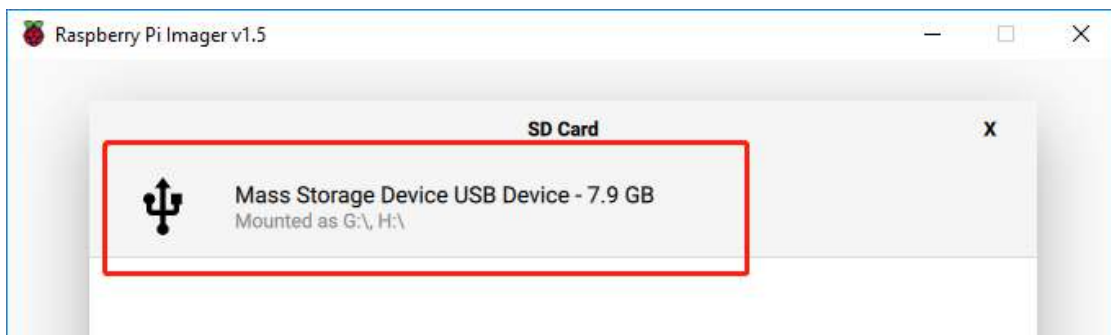 Raspberry Pi Imager v1.5
SD Card X
Mass Storage Device USB Device - 7.9 GB
Mounted as G:\, H:\